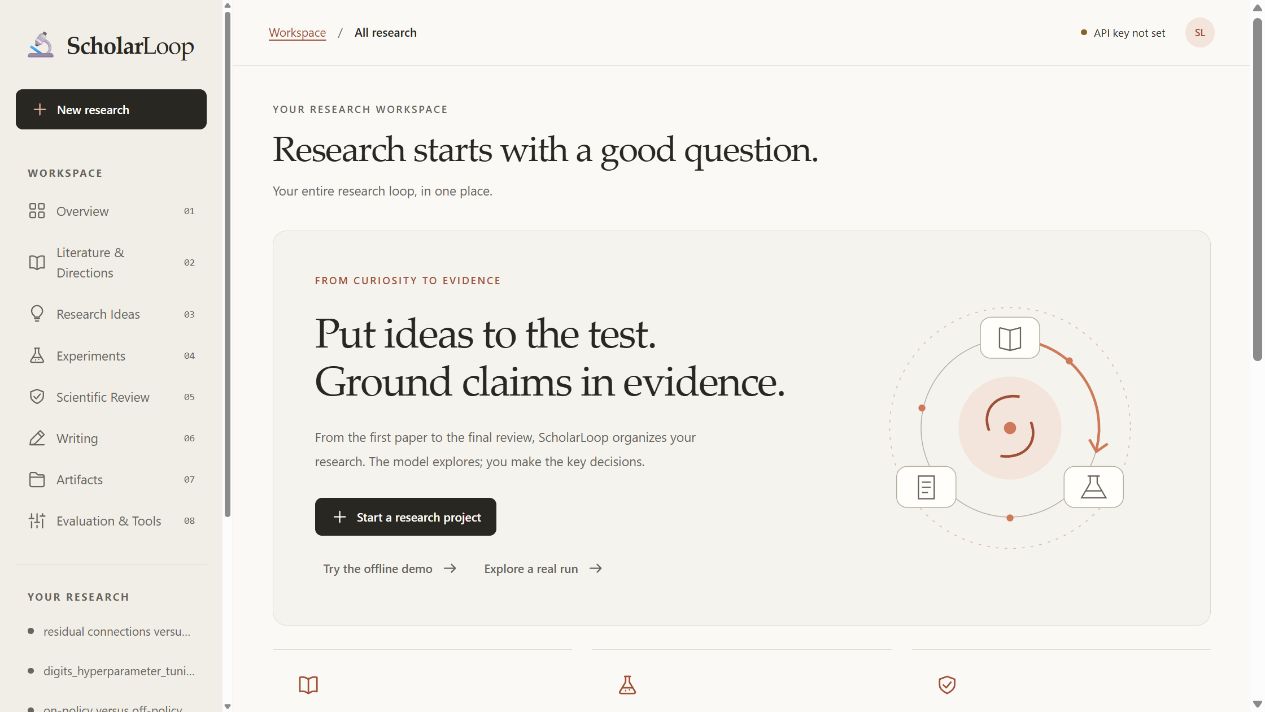 ScholarLoop
New research
WORKSPACE
Overview 01
Literature &
Directions 02
Research Ideas 03
Experiments 04
Scientific Review 05
Writing 06
Artifacts 07
Evaluation & Tools 08
YOUR RESEARCH
residual connections versu...
digits_hyperparameter_tuni...
on-policy versus off-policy
Workspace / All research
API key not set
SL
YOUR RESEARCH WORKSPACE
Research starts with a good question.
Your entire research loop, in one place.
FROM CURIOSITY TO EVIDENCE
Put ideas to the test.
Ground claims in evidence.
From the first paper to the final review, ScholarLoop organizes your
research. The model explores; you make the key decisions.
Start a research project
Try the offline demo
Explore a real run